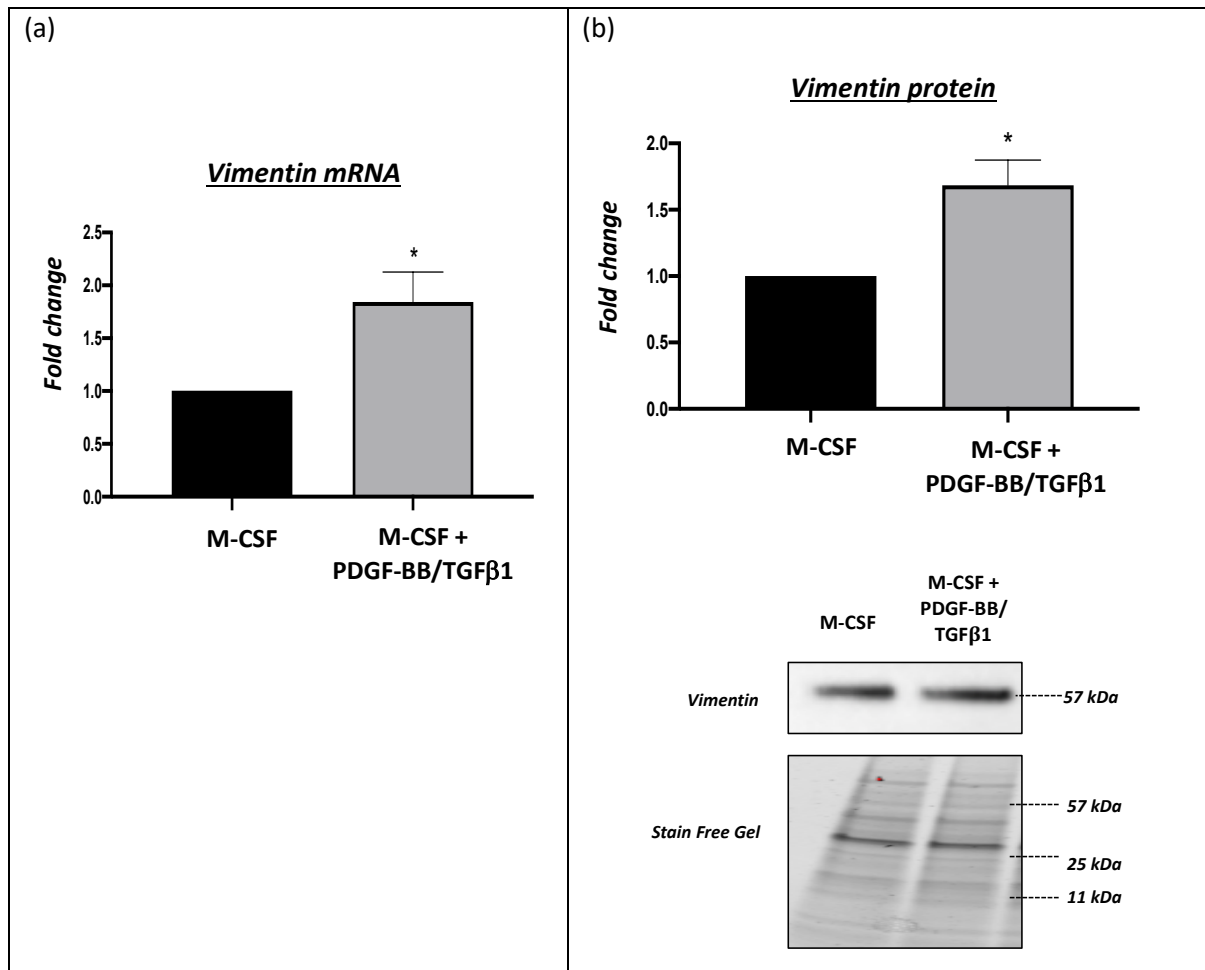 (a)
Vimentin mRNA
Fold change
2.5
2.0
1.5
1.0
0.5
0.0
*
M-CSF
M-CSF +
PDGF-BB/TGFβ1
(b)
Vimentin protein
Fold change
2.0
1.5
1.0
0.5
0.0
*
M-CSF
M-CSF +
PDGF-BB/TGFβ1
M-CSF
M-CSF +
PDGF-BB/
TGFβ1
Vimentin
57 kDa
Stain Free Gel
57 kDa
25 kDa
11 kDa